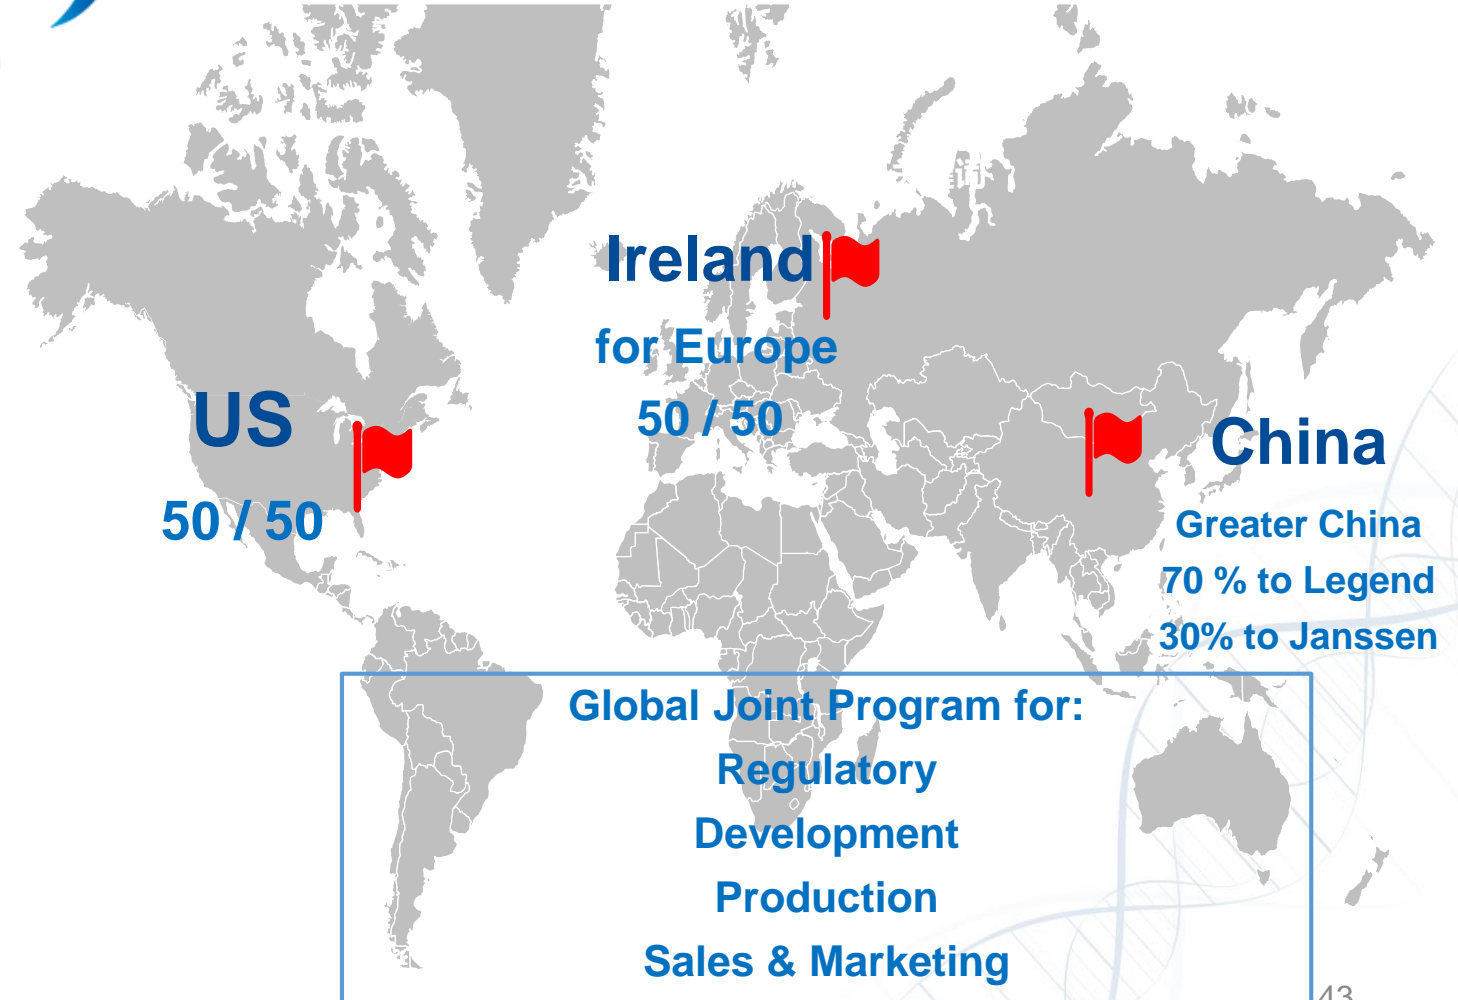 Ireland
for Europe
50 / 50
US
50 / 50
China
Greater China
70 % to Legend
30% to Janssen
Global Joint Program for:
Regulatory
Development
Production
Sales & Marketing
43